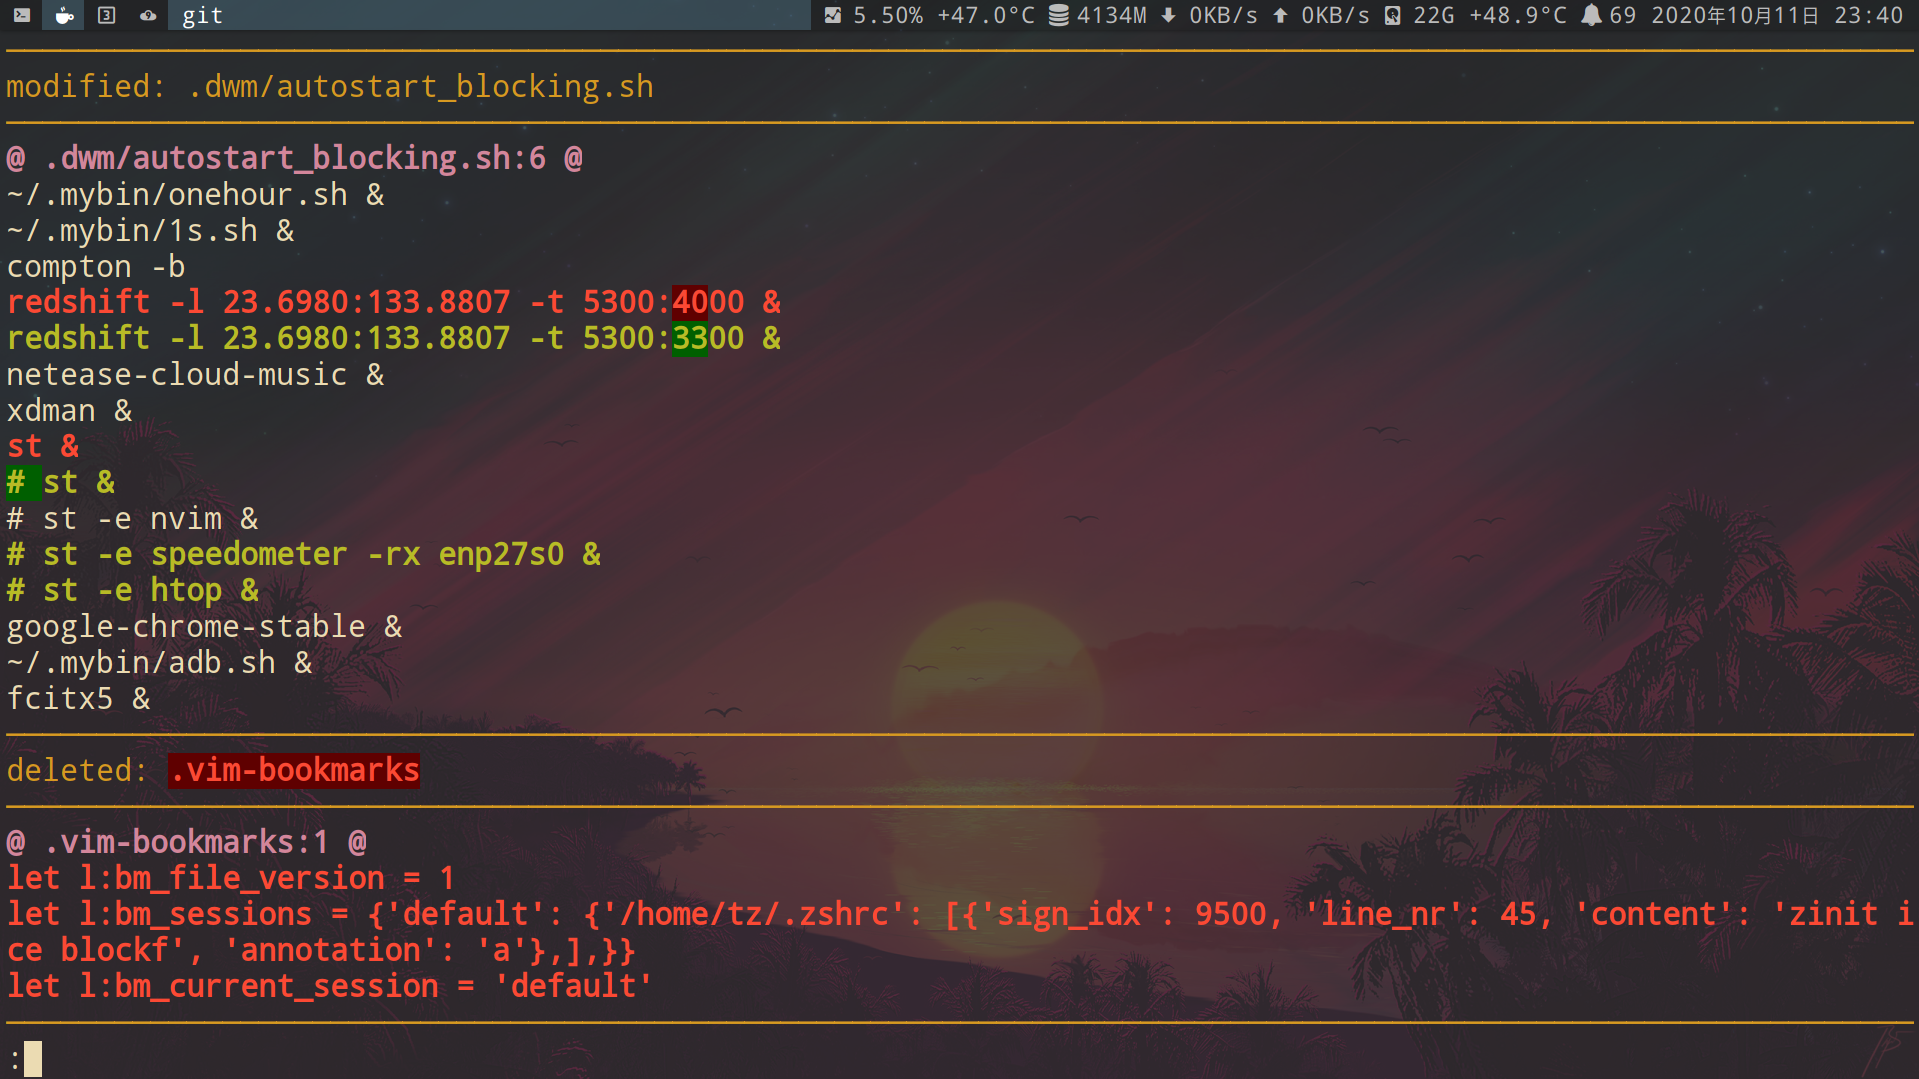 3 git 5.50% +47.0°C 4134M 0KB/s 0KB/s 22G +48.9°C 69 2020年10月11日 23:40
modified: .dwm/autostart_blocking.sh
@ .dwm/autostart_blocking.sh:6 @
~/.mybin/onehour.sh &
~/.mybin/1s.sh &
compton -b
redshift -l 23.6980:133.8807 -t 5300:4000 &
redshift -l 23.6980:133.8807 -t 5300:3300 &
netease-cloud-music &
xdman &
st &
# st &
# st -e nvim &
# st -e speedometer -rx enp27s0 &
# st -e htop &
google-chrome-stable &
~/.mybin/adb.sh &
fcitx5 &
deleted: .vim-bookmarks
@ .vim-bookmarks:1 @
let l:bm_file_version = 1
let l:bm_sessions = {'default': {'/home/tz/.zshrc': [{'sign_idx': 9500, 'line_nr': 45, 'content': 'zinit i
ce blockf', 'annotation': 'a'},],}}
let l:bm_current_session = 'default'
: